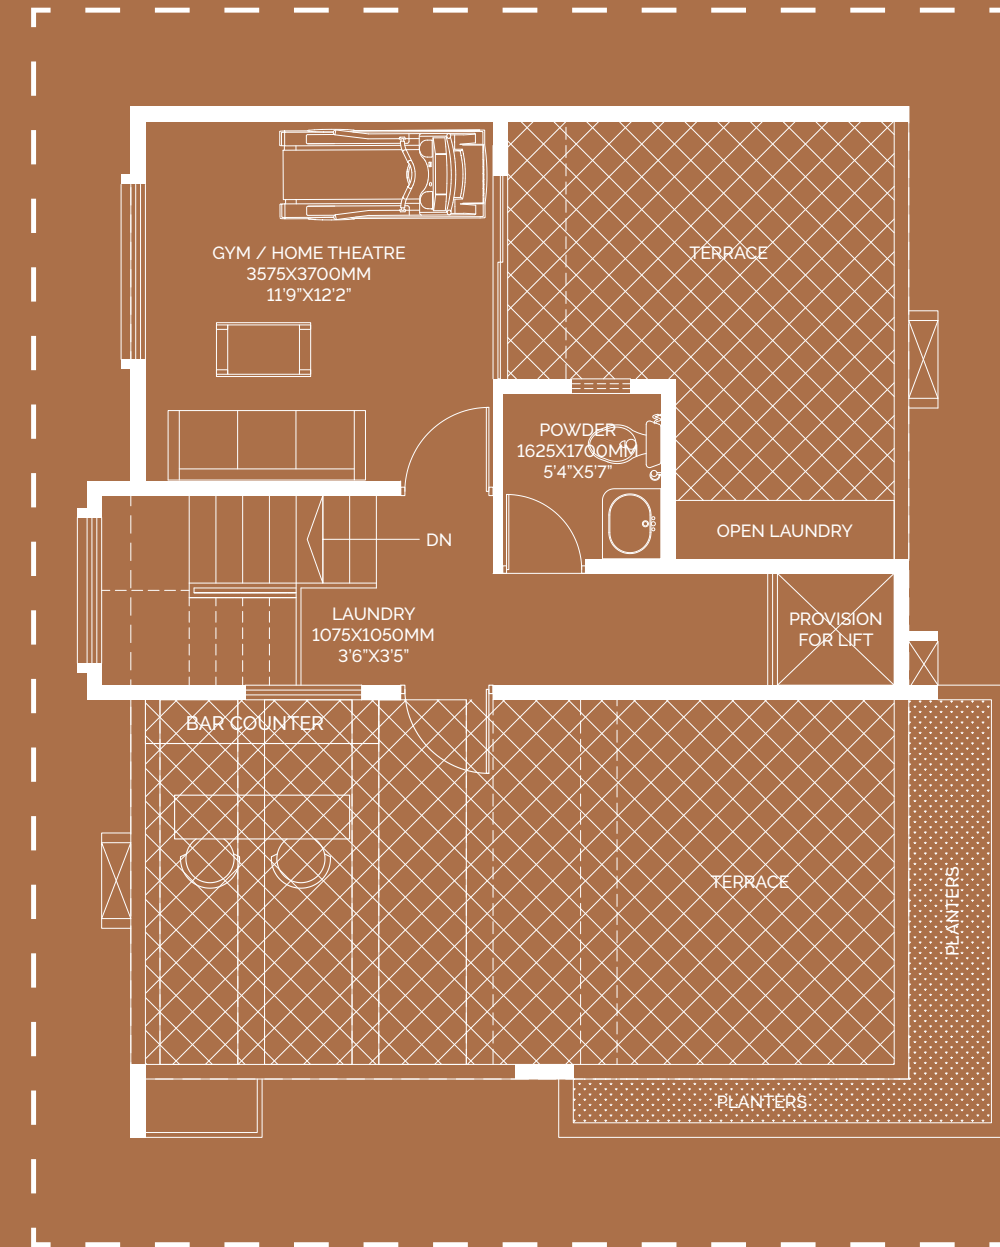 GYM / HOME THEATRE
3575X3700MM
11’9”X12’2”
TERRACE
POWDER
1625X1700MM
5’4”X5’7”
OPEN LAUNDRY
DN
LAUNDRY
1075X1050MM
3’6”X3’5”
PROVISION
FOR LIFT
BAR COUNTER
TERRACE
PLANTERS
PLANTERS